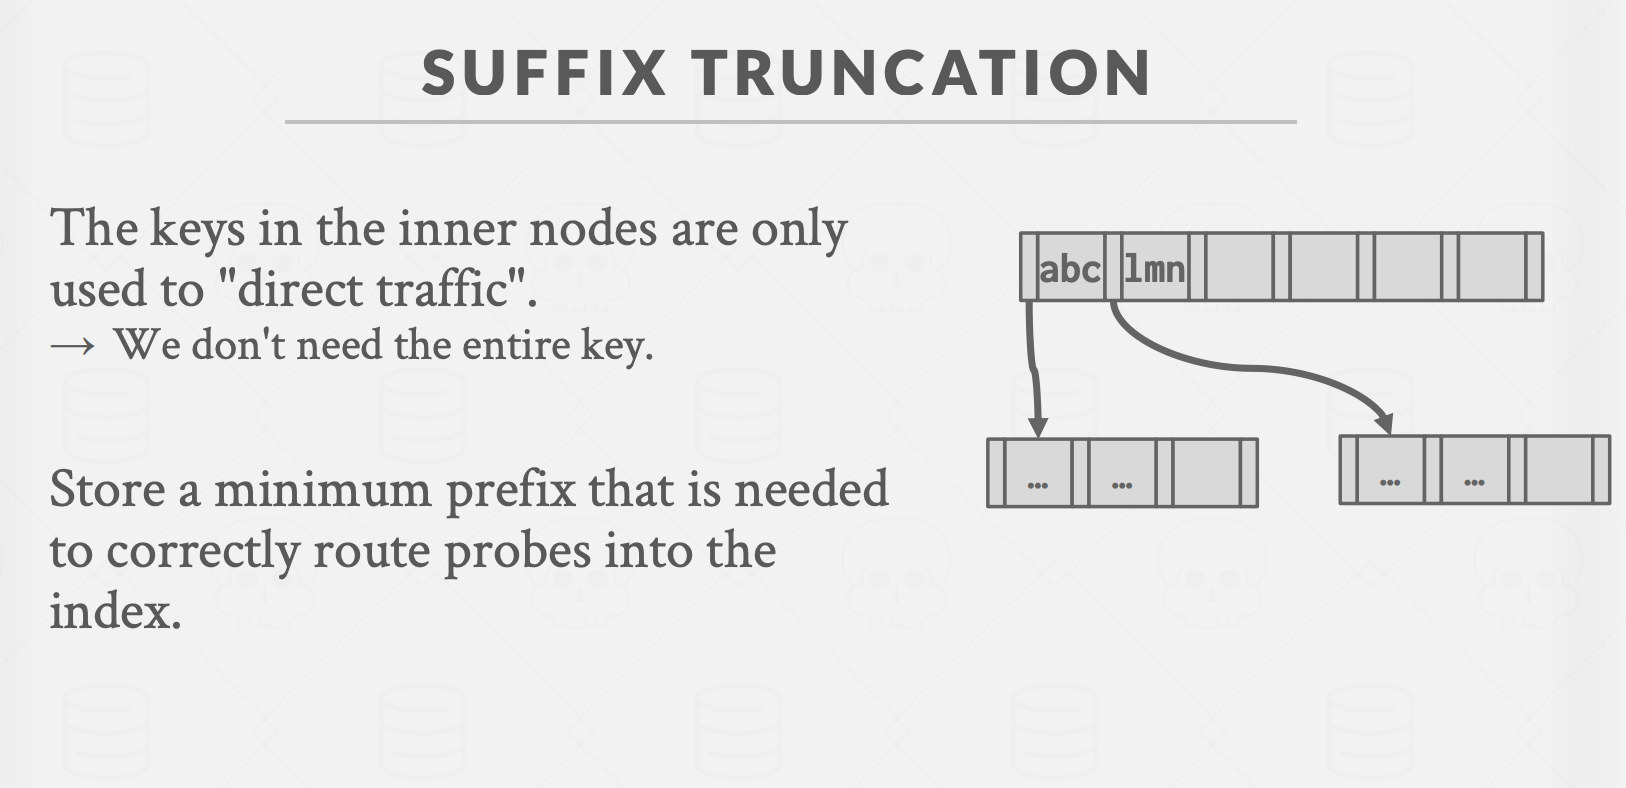 SUFFIX TRUNCATION
The keys in the inner nodes are only
used to "direct traffic".
→ We don't need the entire key.
Store a minimum prefix that is needed
to correctly route probes into the
index.
abc lmn
... ... ... ...